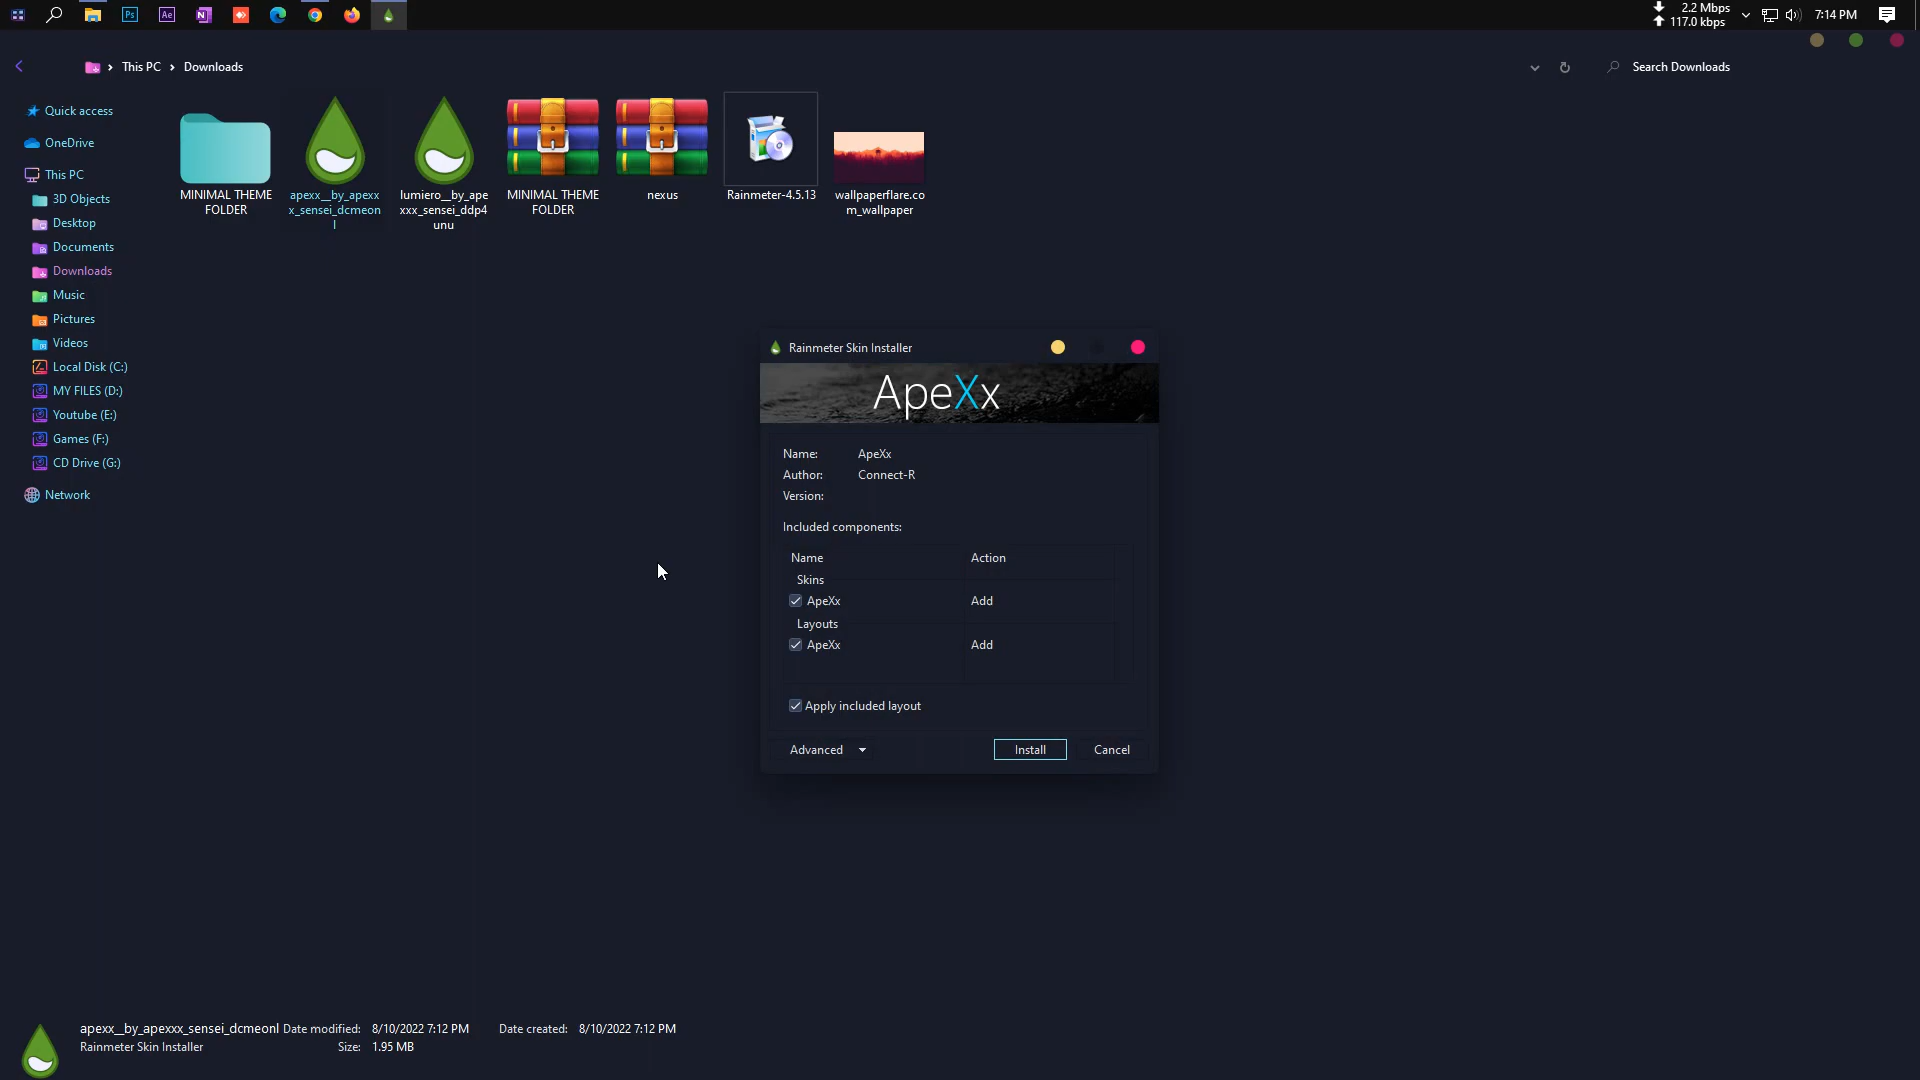 2.2 Mbps
117.0 kbps
7:14 PM
Ps
Ae
N
This PC
Downloads
Search Downloads
Quick access
OneDrive
This PC
3D Objects
Desktop
Documents
Downloads
Music
Pictures
Videos
Local Disk (C:)
MY FILES (D:)
Youtube (E:)
Games (F:)
CD Drive (G:)
Network
MINIMAL THEME
FOLDER
apexx__by_apexx
x_sensei_dcmeon
l
lumiero__by_ape
xxx_sensei_ddp4
unu
MINIMAL THEME
FOLDER
nexus
Rainmeter-4.5.13
wallpaperflare.co
m_wallpaper
Rainmeter Skin Installer
ApeXx
Name: ApeXx
Author: Connect-R
Version:
Included components:
Name Action
Skins
ApeXx Add
Layouts
ApeXx Add
Apply included layout
Advanced Install Cancel
apexx__by_apexxx_sensei_dcmeonl Date modified: 8/10/2022 7:12 PM Date created: 8/10/2022 7:12 PM
Rainmeter Skin Installer Size: 1.95 MB